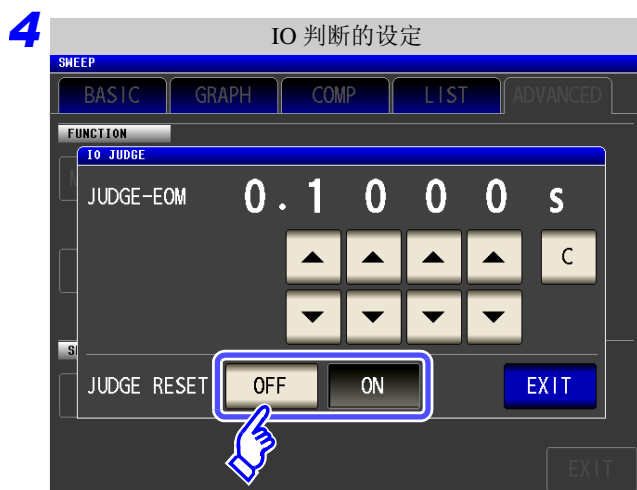 4
IO 判断的设定
SWEEP
BASIC GRAPH COMP LIST ADVANCED
FUNCTION
IO JUDGE
JUDGE-EOM 0.1000 s
C
JUDGE RESET OFF ON EXIT
EXIT